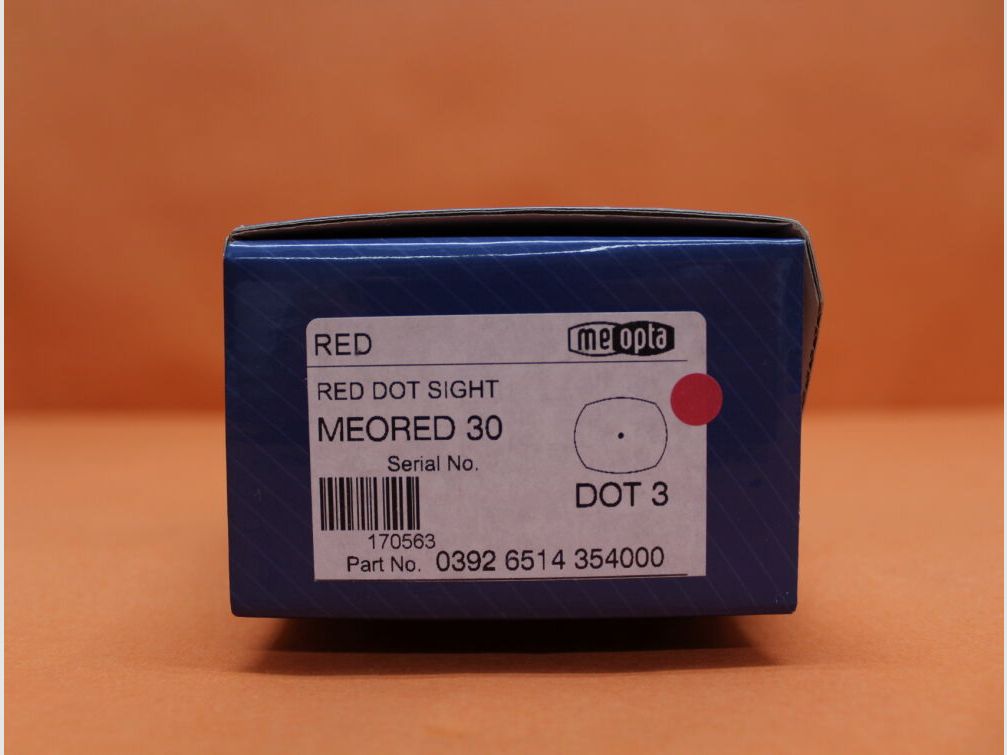 RED
meopta
RED DOT SIGHT
MEORED 30
Serial No.
DOT 3
170563
Part No. 0392 6514 354000